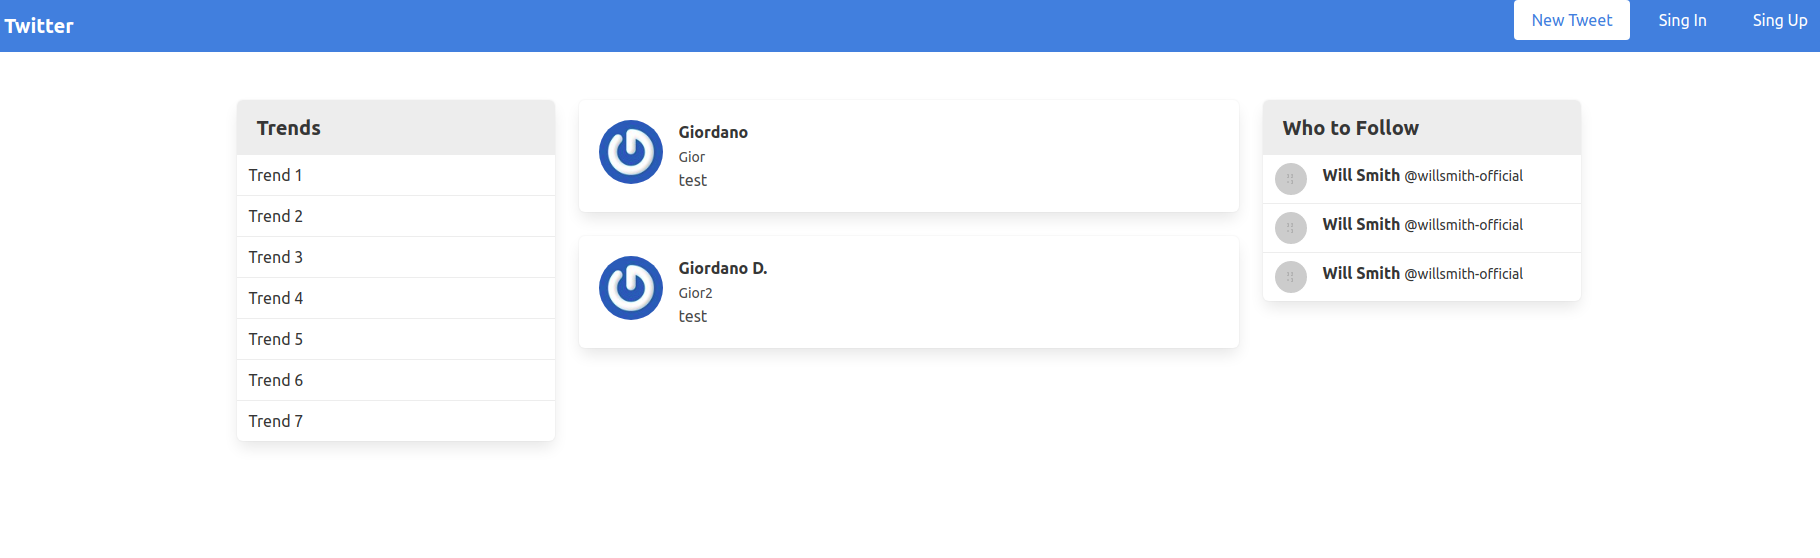 Twitter
New Tweet Sing In Sing Up
Trends
Trend 1
Trend 2
Trend 3
Trend 4
Trend 5
Trend 6
Trend 7
Giordano
Gior
test
Giordano D.
Gior2
test
Who to Follow
Will Smith @willsmith-official
Will Smith @willsmith-official
Will Smith @willsmith-official